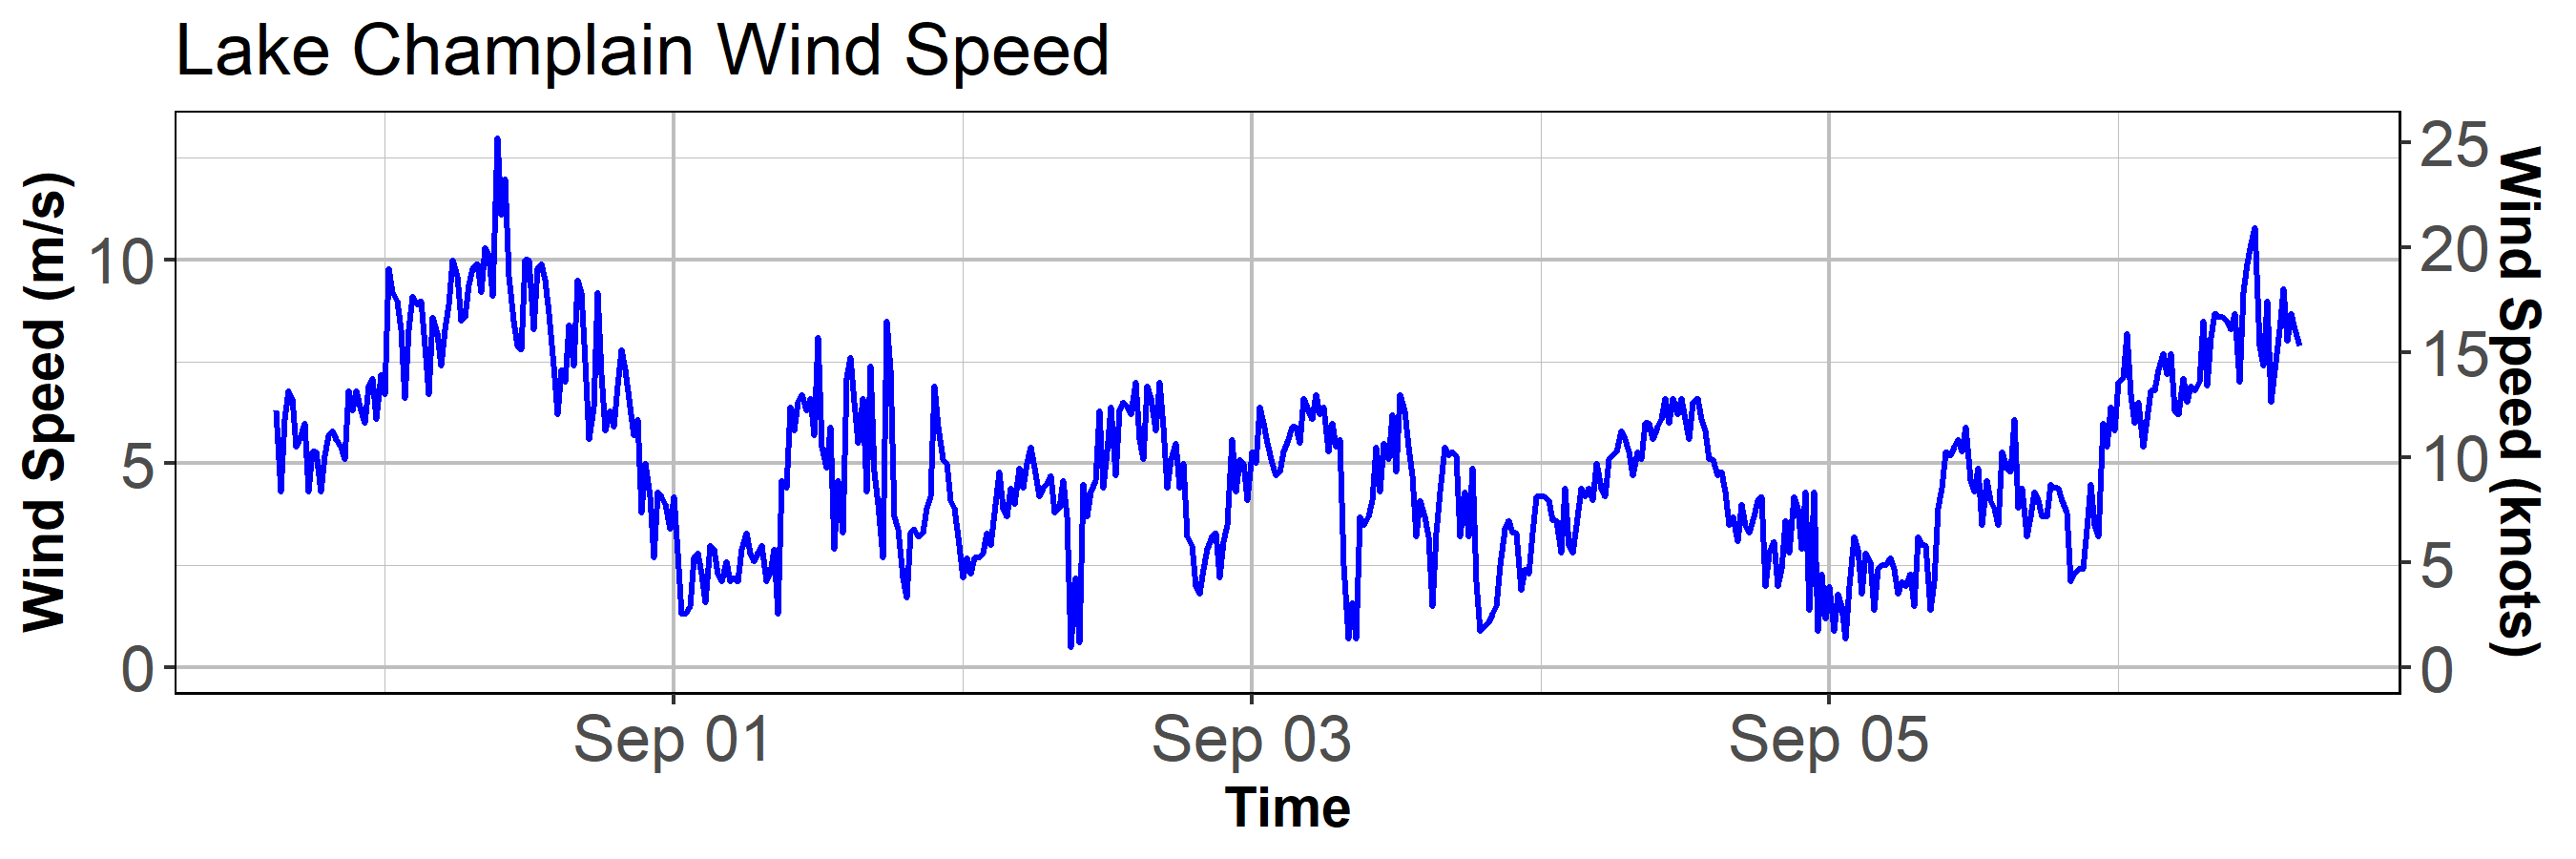 Lake Champlain Wind Speed
Wind Speed (m/s)
10
5
0
25
20
15
10
5
0
Wind Speed (knots)
Sep 01
Sep 03
Sep 05
Time